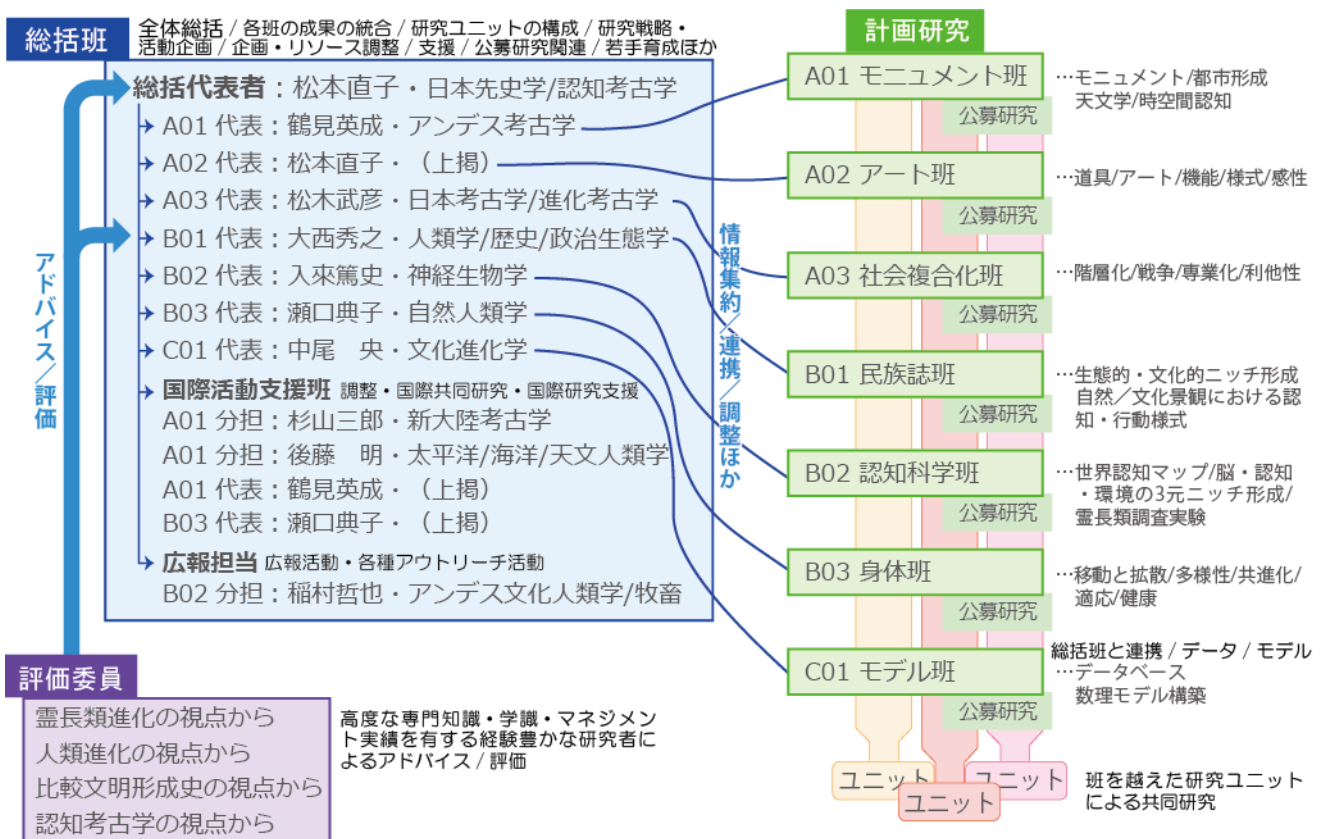 総括班
全体総括 / 各班の成果の統合 / 研究ユニットの構成 / 研究戦略・
活動企画 / 企画・リソース調整 / 支援 / 公募研究関連 / 若手育成ほか
総括代表者：松本直子・日本先史学/認知考古学
A01 代表：鶴見英成・アンデス考古学
A02 代表：松本直子・（上掲）
A03 代表：松木武彦・日本考古学/進化考古学
B01 代表：大西秀之・人類学/歴史/政治生態学
B02 代表：入來篤史・神経生物学
B03 代表：瀬口典子・自然人類学
C01 代表：中尾　央・文化進化学
国際活動支援班 調整・国際共同研究・国際研究支援
A01 分担：杉山三郎・新大陸考古学
A01 分担：後藤　明・太平洋/海洋/天文人類学
A01 代表：鶴見英成・（上掲）
B03 代表：瀬口典子・（上掲）
広報担当 広報活動・各種アウトリーチ活動
B02 分担：稲村哲也・アンデス文化人類学/牧畜
アドバイス／評価
情報集約／連携／調整ほか
評価委員
霊長類進化の視点から
人類進化の視点から
比較文明形成史の視点から
認知考古学の視点から
高度な専門知識・学識・マネジメン
ト実績を有する経験豊かな研究者に
よるアドバイス / 評価
計画研究
A01 モニュメント班
公募研究
…モニュメント/都市形成
天文学/時空間認知
A02 アート班
公募研究
…道具/アート/機能/様式/感性
A03 社会複合化班
公募研究
…階層化/戦争/専業化/利他性
B01 民族誌班
公募研究
…生態的・文化的ニッチ形成
自然／文化景観における認
知・行動様式
B02 認知科学班
公募研究
…世界認知マップ/脳・認知
・環境の3元ニッチ形成/
霊長類調査実験
B03 身体班
公募研究
…移動と拡散/多様性/共進化/
適応/健康
C01 モデル班
公募研究
総括班と連携 / データ / モデル
…データベース
数理モデル構築
ユニット
ユニット
ユニット
班を越えた研究ユニット
による共同研究